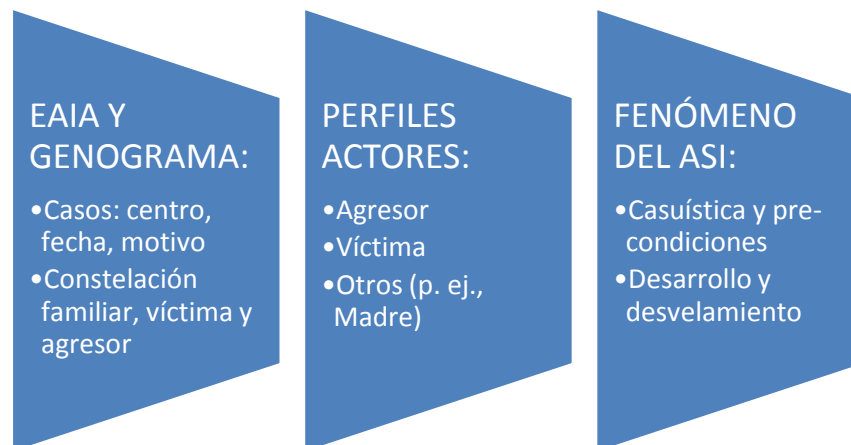 EAIA Y
GENOGRAMA:
•Casos: centro,
fecha, motivo
•Constelación
familiar, víctima y
agresor
PERFILES
ACTORES:
•Agresor
•Víctima
•Otros (p. ej.,
Madre)
FENÓMENO
DEL ASI:
•Casuística y pre-
condiciones
•Desarrollo y
desvelamiento